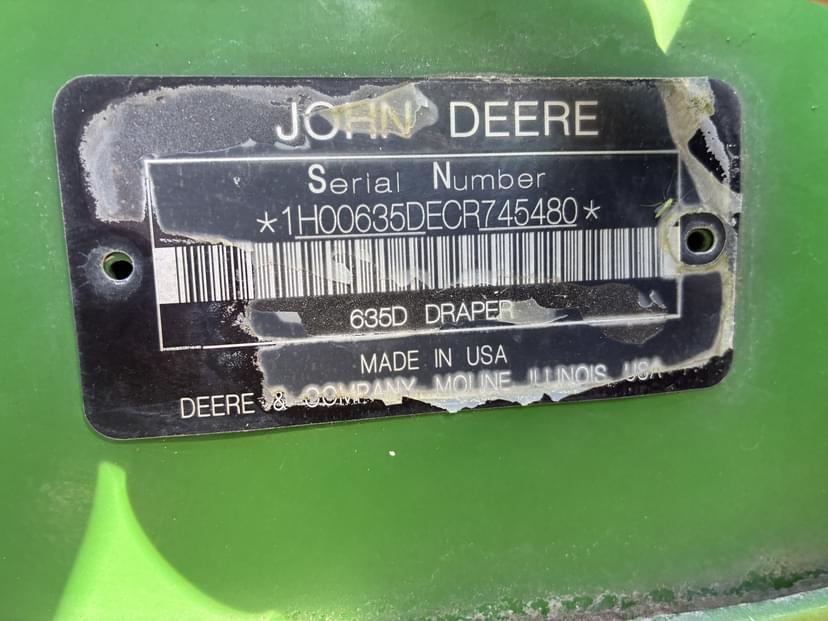 JOHN DEERE
Serial Number
*1H00635DECR745480*
635D DRAPER
MADE IN USA
DEERE & COMPANY MOLINE ILLINOIS USA